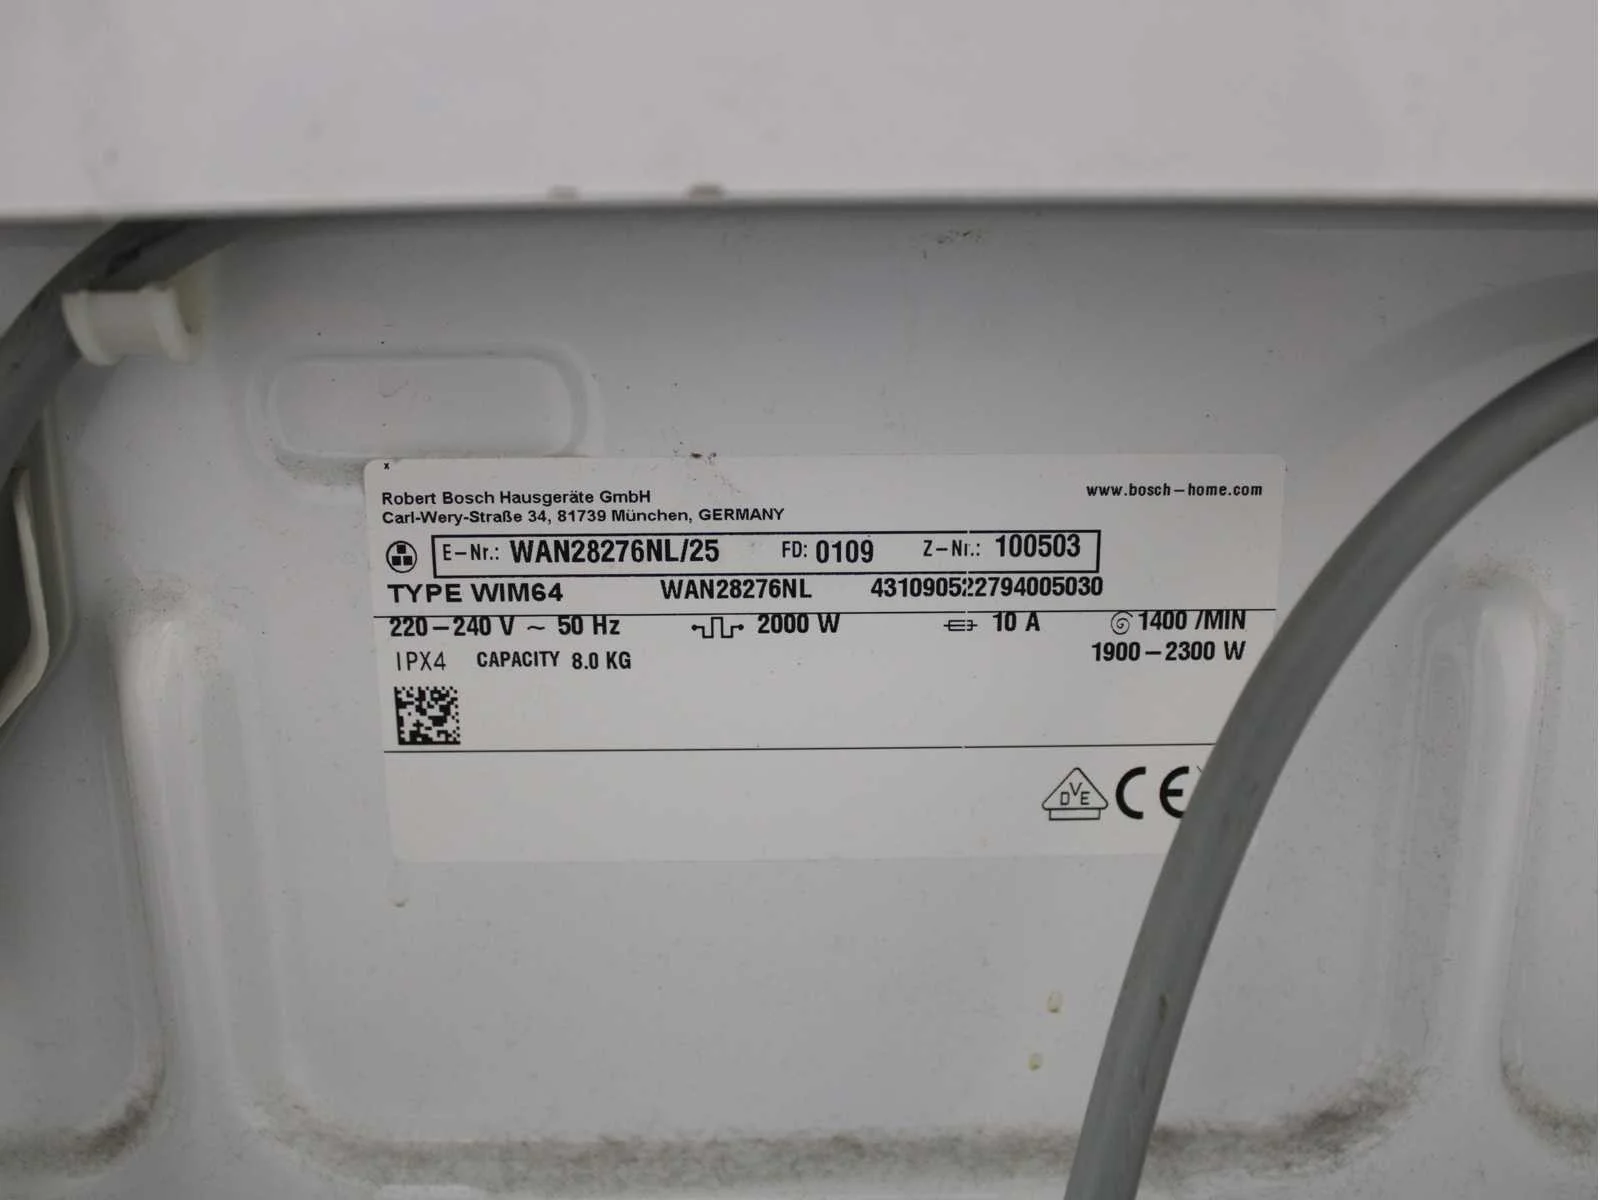 x
Robert Bosch Hausgeräte GmbH
www.bosch-home.com
Carl-Wery-Straße 34, 81739 München, GERMANY
E-Nr.: WAN28276NL/25 FD: 0109 Z-Nr.: 100503
TYPE WIM64 WAN28276NL 431090522794005030
220-240 V ~ 50 Hz 2000 W 10 A 1400 /MIN
IPX4 CAPACITY 8.0 KG 1900-2300 W
DVE CE